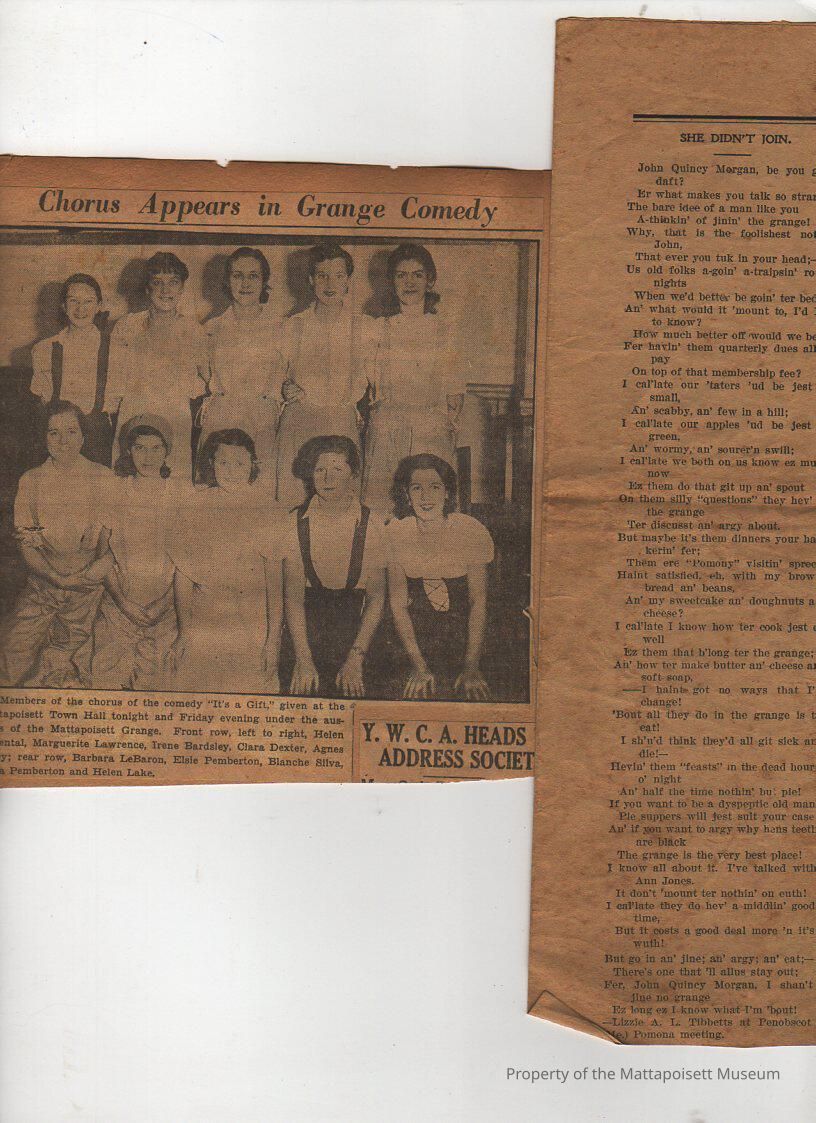 Chorus Appears in Grange Comedy
Members of the chorus of the comedy "It's a Gift," given at the
tapoisett Town Hall tonight and Friday evening under the aus-
s of the Mattapoisett Grange. Front row, left to right, Helen
ental, Marguerite Lawrence, Irene Bardsley, Clara Dexter, Agnes
y; rear row, Barbara LeBaron, Elsie Pemberton, Blanche Silva,
a Pemberton and Helen Lake.
Y. W. C. A. HEADS
ADDRESS SOCIET
SHE DIDN'T JOIN.
John Quincy Morgan, be you g
daft?
Er what makes you talk so stran
The bare idee of a man like you
A-thinkin' of jinin' the grange!
Why, that is the foolishest not
John,
That ever you tuk in your head;—
Us old folks a-goin' a-traipsin' ro
nights
When we'd better be goin' ter bed
An' what would it 'mount to, I'd l
to know?
How much better off would we be
Fer havin' them quarterly dues all
pay
On top of that membership fee?
I cal'late our 'taters 'ud be jest
small,
An' scabby, an' few in a hill;
I cal'late our apples 'ud be jest
green,
An' wormy, an' sourer'n swill;
I cal'late we both on us know ez mu
now
Ez them do that git up an' spout
On them silly "questions" they hev'
the grange
Ter discusst an' argy about.
But maybe it's them dinners your ha
kerin' fer;
Them ere "Pomony" visitin' spree
Haint satisfied, eh, with my brow
bread an' beans,
An' my sweetcake an' doughnuts a
cheese?
I cal'late I know how ter cook jest e
well
Ez them that b'long ter the grange;
An' how ter make butter an' cheese an
soft soap,
—I haint got no ways that I'
change!
'Bout all they do in the grange is t
eat!
I sh'n'd think they'd all git sick an
die!—
Hevin' them "feasts" in the dead hour
o' night
An' half the time nothin' but pie!
If you want to be a dyspeptic old man
Pie suppers will jest suit your case
An' if you want to argy why hens teeth
are black
The grange is the very best place!
I know all about it. I've talked with
Ann Jones.
It don't 'mount ter nothin' on euth!
I cal'late they do hev' a middlin' good
time,
But it costs a good deal more 'n it's
wuth!
But go in an' jine; an' argy; an' eat;—
There's one that 'll allus stay out;
Fer, John Quincy Morgan, I shan't
jine no grange
Ez long ez I know what I'm 'bout!
—Lizzie A. L. Tibbetts at Penobscot
e.) Pomona meeting.
Property of the Mattapoisett Museum